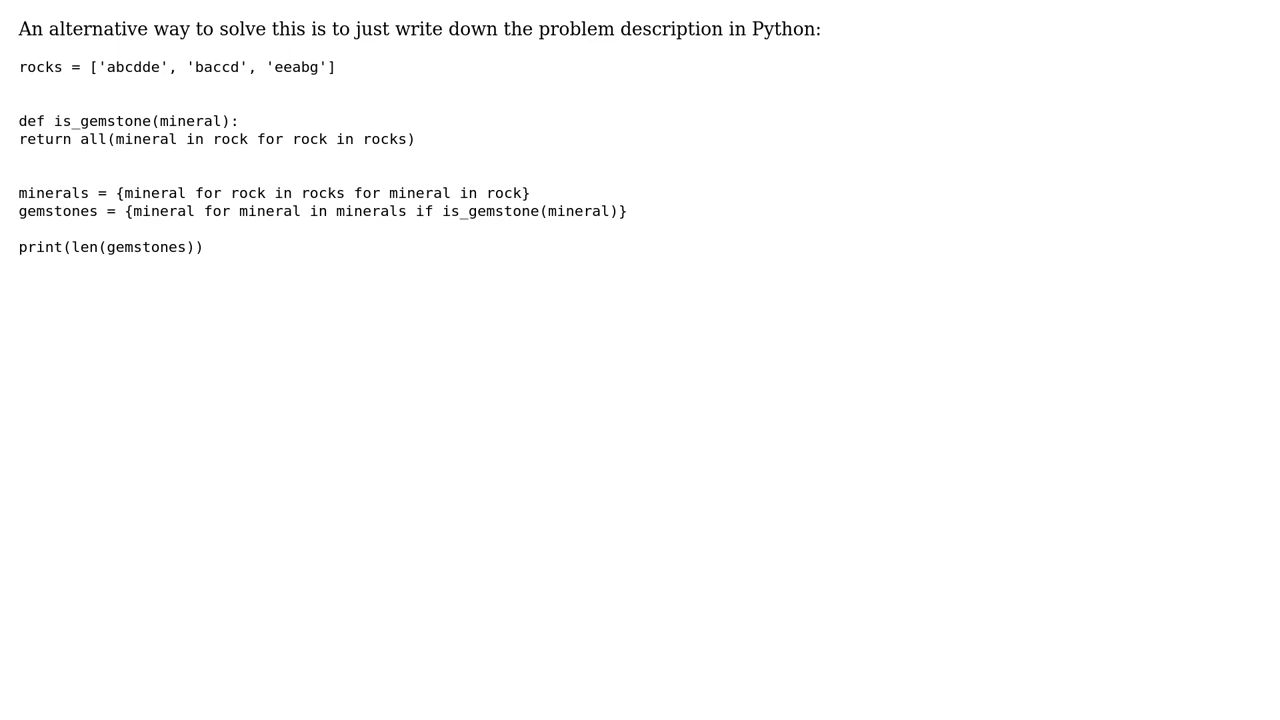 An alternative way to solve this is to just write down the problem description in Python:
rocks = ['abcdde', 'baccd', 'eeabg']
def is_gemstone(mineral):
return all(mineral in rock for rock in rocks)
minerals = {mineral for rock in rocks for mineral in rock}
gemstones = {mineral for mineral in minerals if is_gemstone(mineral)}
print(len(gemstones))